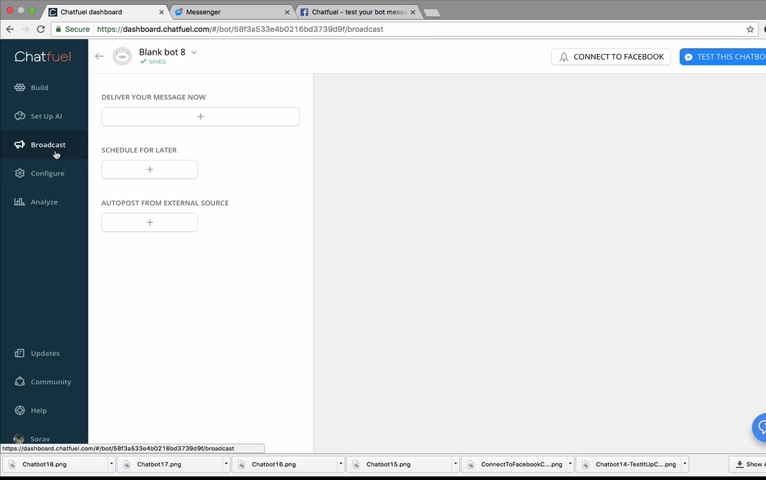 Chatfuel dashboard
Messenger
Chatfuel - test your bot mess
Secure
https://dashboard.chatfuel.com/#/bot/58f3a533e4b0216bd3739d9f/broadcast
Chatfuel
Blank bot 8
SAVED
CONNECT TO FACEBOOK
TEST THIS CHATBO
Build
Set Up AI
Broadcast
Configure
Analyze
DELIVER YOUR MESSAGE NOW
+
SCHEDULE FOR LATER
+
AUTOPOST FROM EXTERNAL SOURCE
+
Updates
Community
Help
Sorav
https://dashboard.chatfuel.com/#/bot/58f3a533e4b0216bd3739d9f/broadcast
Chatbot18.png
Chatbot17.png
Chatbot16.png
Chatbot15.png
ConnectToFacebookC....png
Chatbot14-TestItUpC....png
Show A